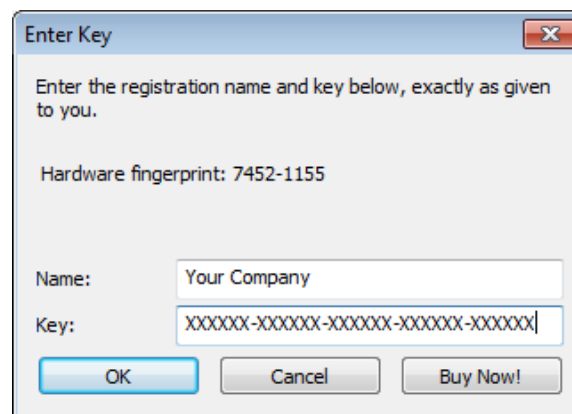 Enter Key
Enter the registration name and key below, exactly as given
to you.
Hardware fingerprint: 7452-1155
Name: Your Company
Key: XXXXXX-XXXXXX-XXXXXX-XXXXXX-XXXXXX
OK Cancel Buy Now!